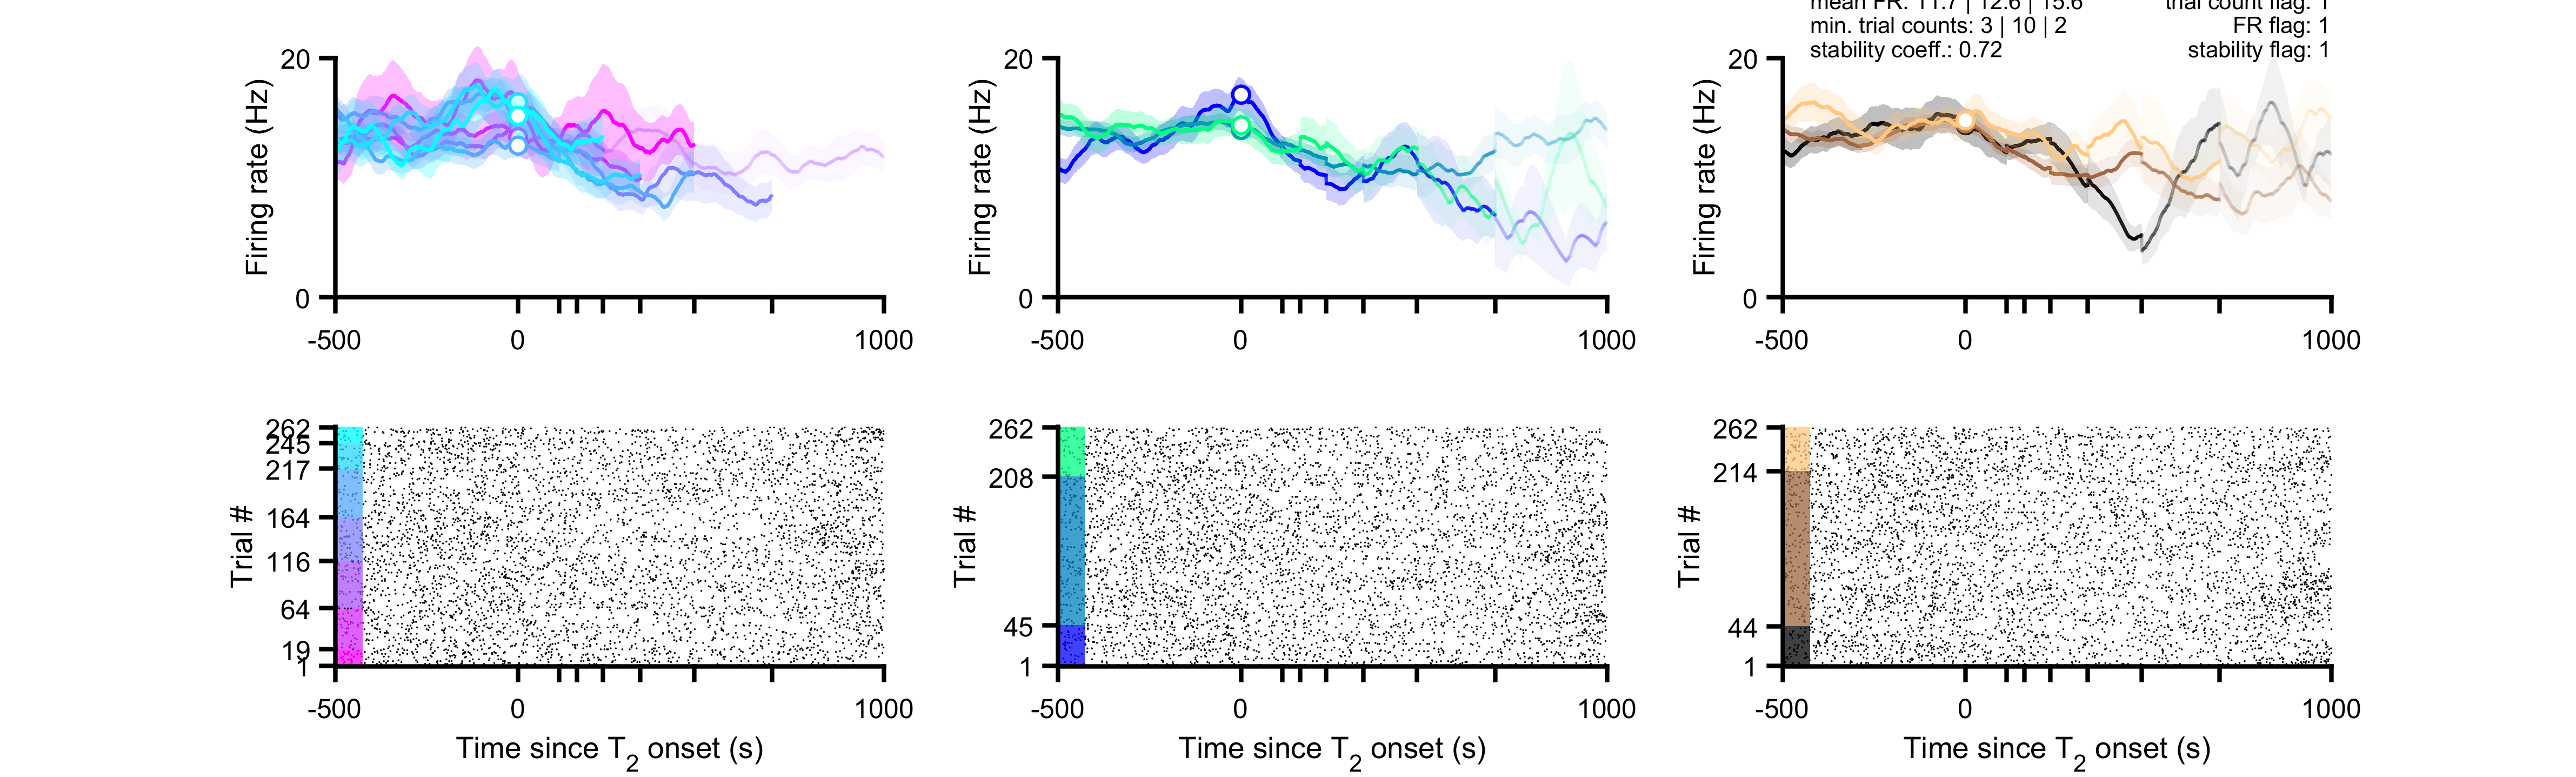 mean FR: 11.7 | 12.6 | 15.6 trial count flag: 1
min. trial counts: 3 | 10 | 2 FR flag: 1
stability coeff.: 0.72 stability flag: 1
20 20 20
Firing rate (Hz) Firing rate (Hz) Firing rate (Hz)
0 0 0
-500 0 1000 -500 0 1000 -500 0 1000
262 262 262
245
217 208 214
164
Trial # Trial # Trial #
116
64 45 44
19
1 1 1
-500 0 1000 -500 0 1000 -500 0 1000
Time since T2 onset (s) Time since T2 onset (s) Time since T2 onset (s)